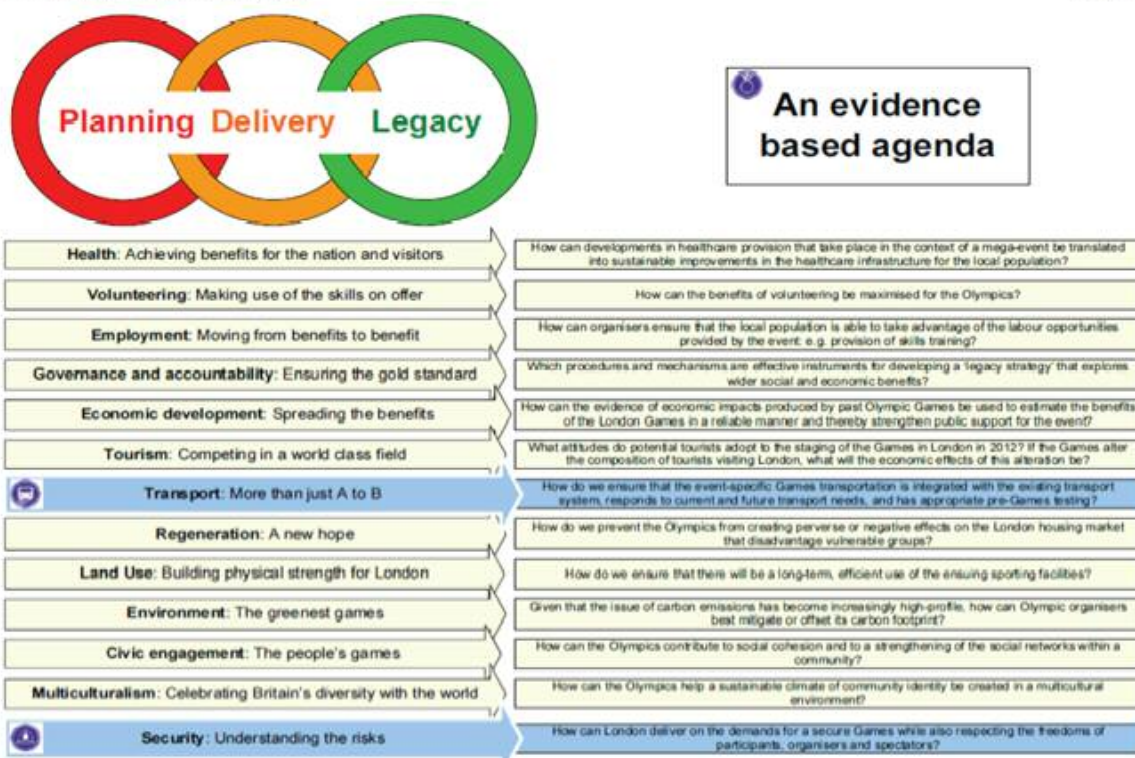 Planning Delivery Legacy
An evidence
based agenda
Health: Achieving benefits for the nation and visitors
How can developments in healthcare provision that take place in the context of a mega-event be translated
into sustainable improvements in the healthcare infrastructure for the local population?
Volunteering: Making use of the skills on offer
How can the benefits of volunteering be maximised for the Olympics?
Employment: Moving from benefits to benefit
How can organisers ensure that the local population is able to take advantage of the labour opportunities
provided by the event: e.g. provision of skills training?
Governance and accountability: Ensuring the gold standard
Which procedures and mechanisms are effective instruments for developing a 'legacy strategy' that explores
wider social and economic benefits?
Economic development: Spreading the benefits
How can the evidence of economic impacts produced by past Olympic Games be used to estimate the benefits
of the London Games in a reliable manner and thereby strengthen public support for the event?
Tourism: Competing in a world class field
What attitudes do potential tourists adopt to the staging of the Games in London in 2012? If the Games alter
the composition of tourists visiting London, what will the economic effects of this alteration be?
Transport: More than just A to B
How do we ensure that the event-specific Games transportation is integrated with the existing transport
system, responds to current and future transport needs, and has appropriate pre-Games testing?
Regeneration: A new hope
How do we prevent the Olympics from creating perverse or negative effects on the London housing market
that disadvantage vulnerable groups?
Land Use: Building physical strength for London
How do we ensure that there will be a long-term, efficient use of the ensuing sporting facilities?
Environment: The greenest games
Given that the issue of carbon emissions has become increasingly high-profile, how can Olympic organisers
best mitigate or offset its carbon footprint?
Civic engagement: The people's games
How can the Olympics contribute to social cohesion and to a strengthening of the social networks within a
community?
Multiculturalism: Celebrating Britain's diversity with the world
How can the Olympics help a sustainable climate of community identity be created in a multicultural
environment?
Security: Understanding the risks
How can London deliver on the demands for a secure Games while also respecting the freedoms of
participants, organisers and spectators?